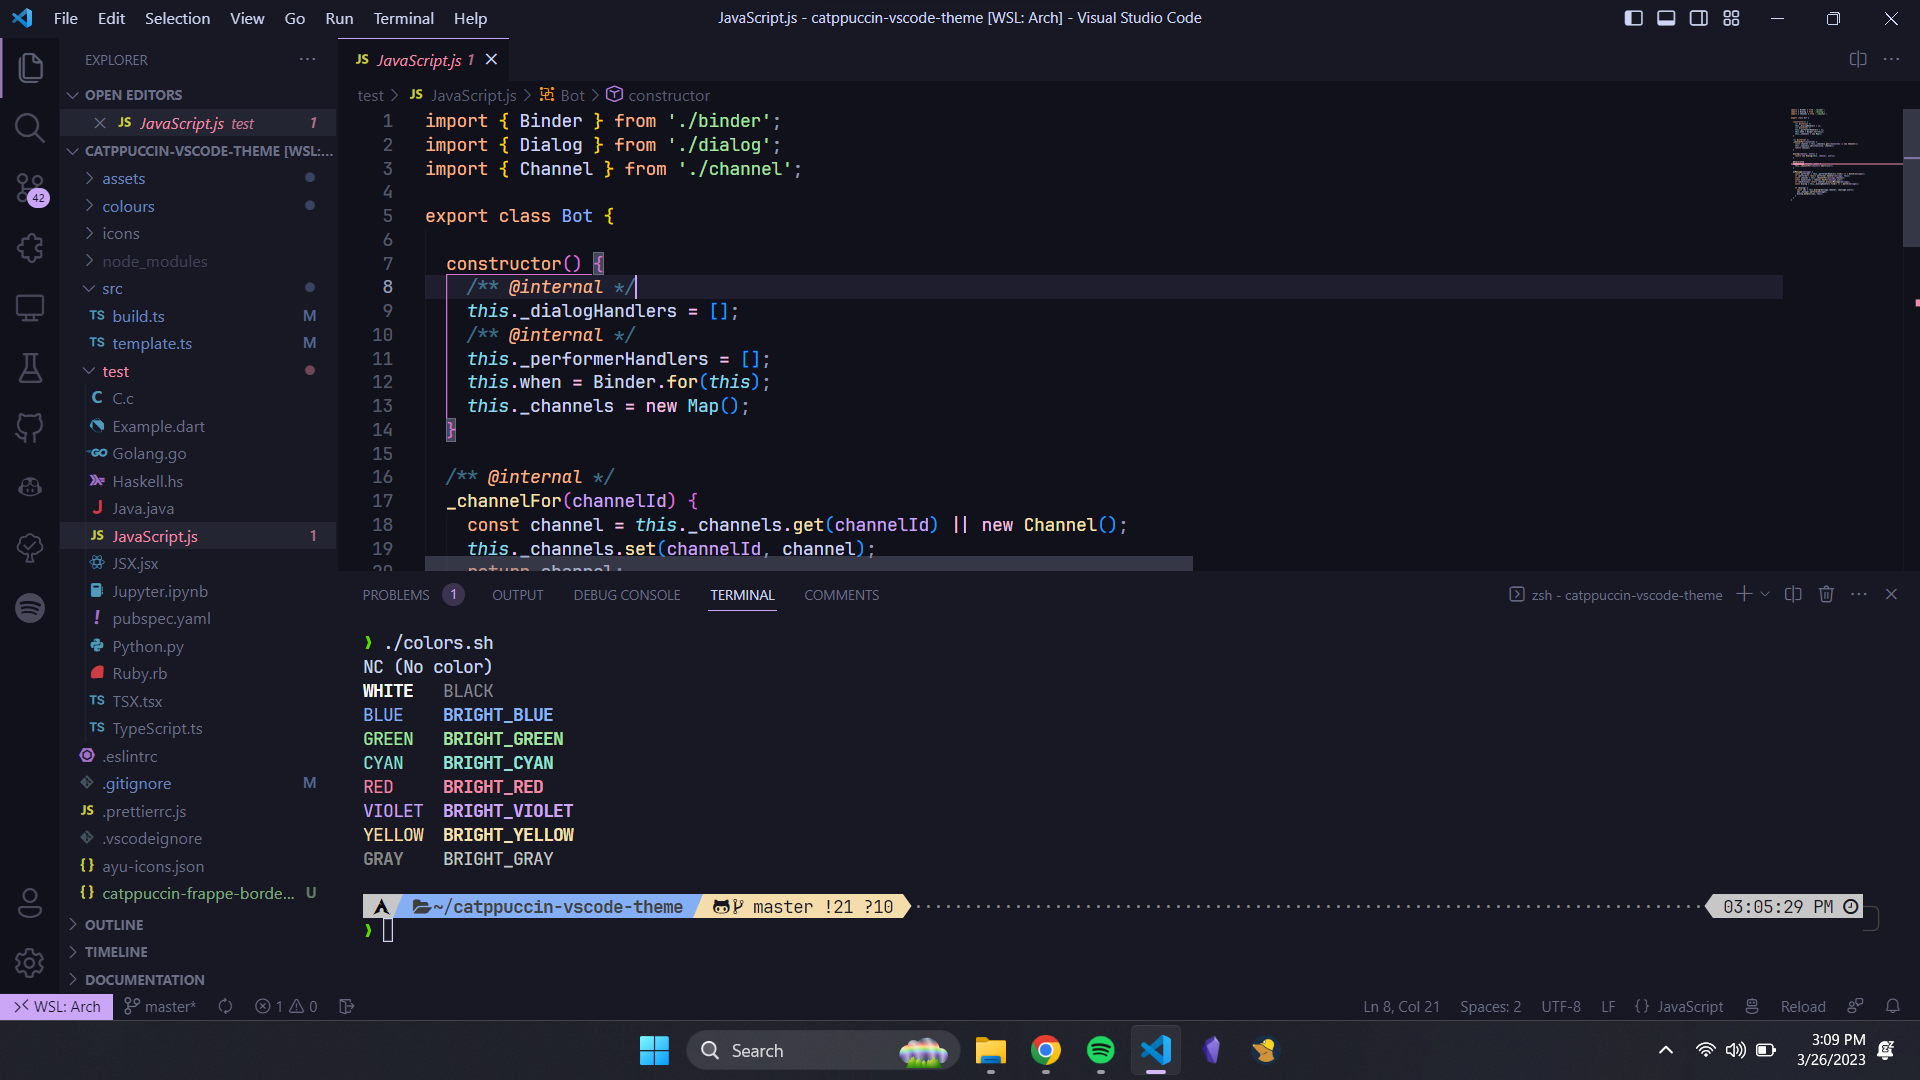 File Edit Selection View Go Run Terminal Help
JavaScript.js - catppuccin-vscode-theme [WSL: Arch] - Visual Studio Code
EXPLORER
OPEN EDITORS
JS JavaScript.js test 1
CATPPUCCIN-VSCODE-THEME [WSL:...
assets
colours
icons
node_modules
src
TS build.ts M
TS template.ts M
test
C C.c
Example.dart
GO Golang.go
Haskell.hs
J Java.java
JS JavaScript.js 1
JSX.jsx
Jupyter.ipynb
! pubspec.yaml
Python.py
Ruby.rb
TS TSX.tsx
TS TypeScript.ts
.eslintrc
.gitignore M
JS .prettierrc.js
.vscodeignore
{} ayu-icons.json
{} catppuccin-frappe-borde... U
OUTLINE
TIMELINE
DOCUMENTATION
42
JS JavaScript.js 1
test > JS JavaScript.js > Bot > constructor
1 import { Binder } from './binder';
2 import { Dialog } from './dialog';
3 import { Channel } from './channel';
4
5 export class Bot {
6
7 constructor() {
8 /** @internal */
9 this._dialogHandlers = [];
10 /** @internal */
11 this._performerHandlers = [];
12 this.when = Binder.for(this);
13 this._channels = new Map();
14 }
15
16 /** @internal */
17 _channelFor(channelId) {
18 const channel = this._channels.get(channelId) || new Channel();
19 this._channels.set(channelId, channel);
20 return channel;
PROBLEMS 1 OUTPUT DEBUG CONSOLE TERMINAL COMMENTS
zsh - catppuccin-vscode-theme
❯ ./colors.sh
NC (No color)
WHITE BLACK
BLUE BRIGHT_BLUE
GREEN BRIGHT_GREEN
CYAN BRIGHT_CYAN
RED BRIGHT_RED
VIOLET BRIGHT_VIOLET
YELLOW BRIGHT_YELLOW
GRAY BRIGHT_GRAY
~/catppuccin-vscode-theme master !21 ?10 03:05:29 PM
❯
WSL: Arch master* 1 0
Ln 8, Col 21 Spaces: 2 UTF-8 LF {} JavaScript Reload
Search
3:09 PM
3/26/2023